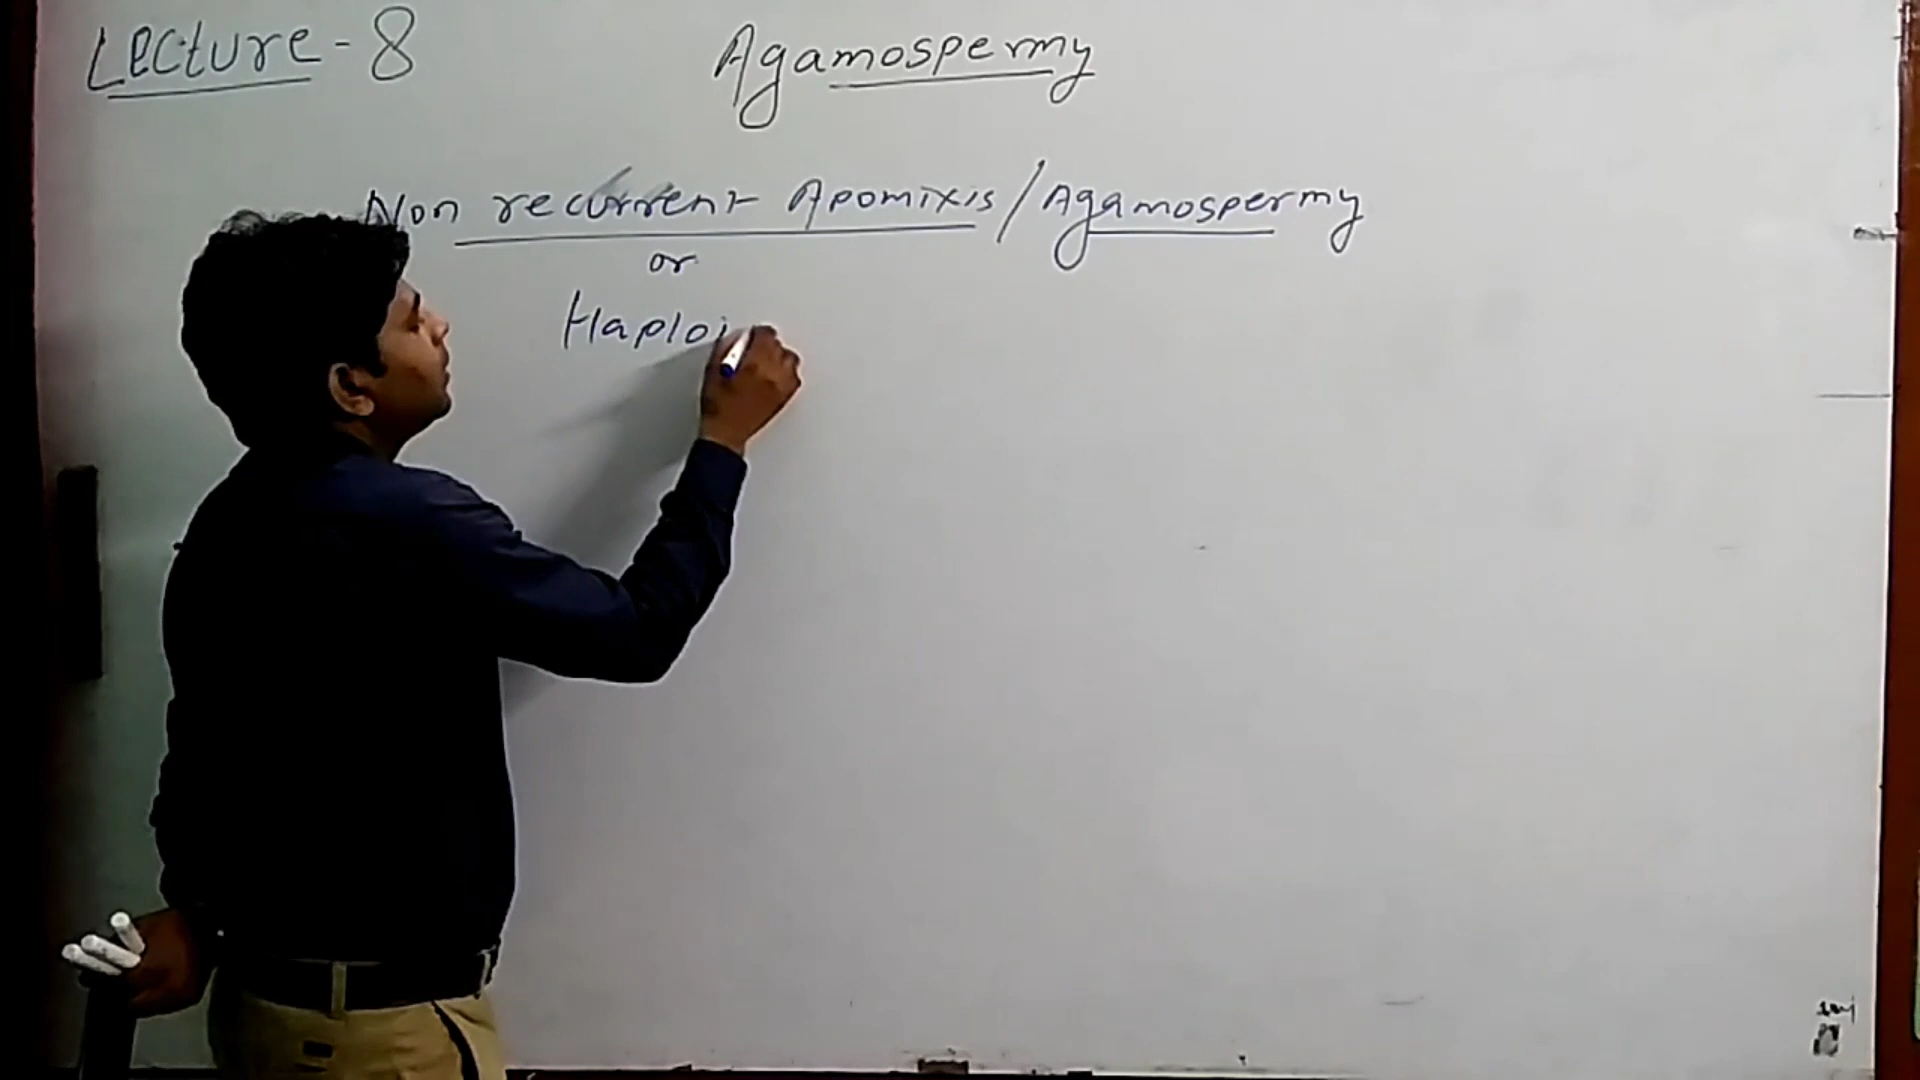 Lecture - 8
Agamospermy
Non recurrent Apomixis / Agamospermy
or
Haploi